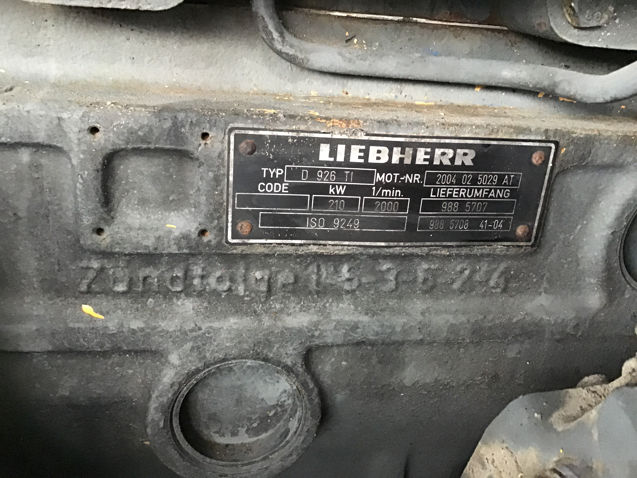 LIEBHERR
TYP D 926 TI MOT.-NR. 2004 02 5029 AT
CODE kW 1/min. LIEFERUMFANG
210 2000 988 5707
ISO 9249 988 5708 41-04
Zündfolge 1-5-3-6-2-4